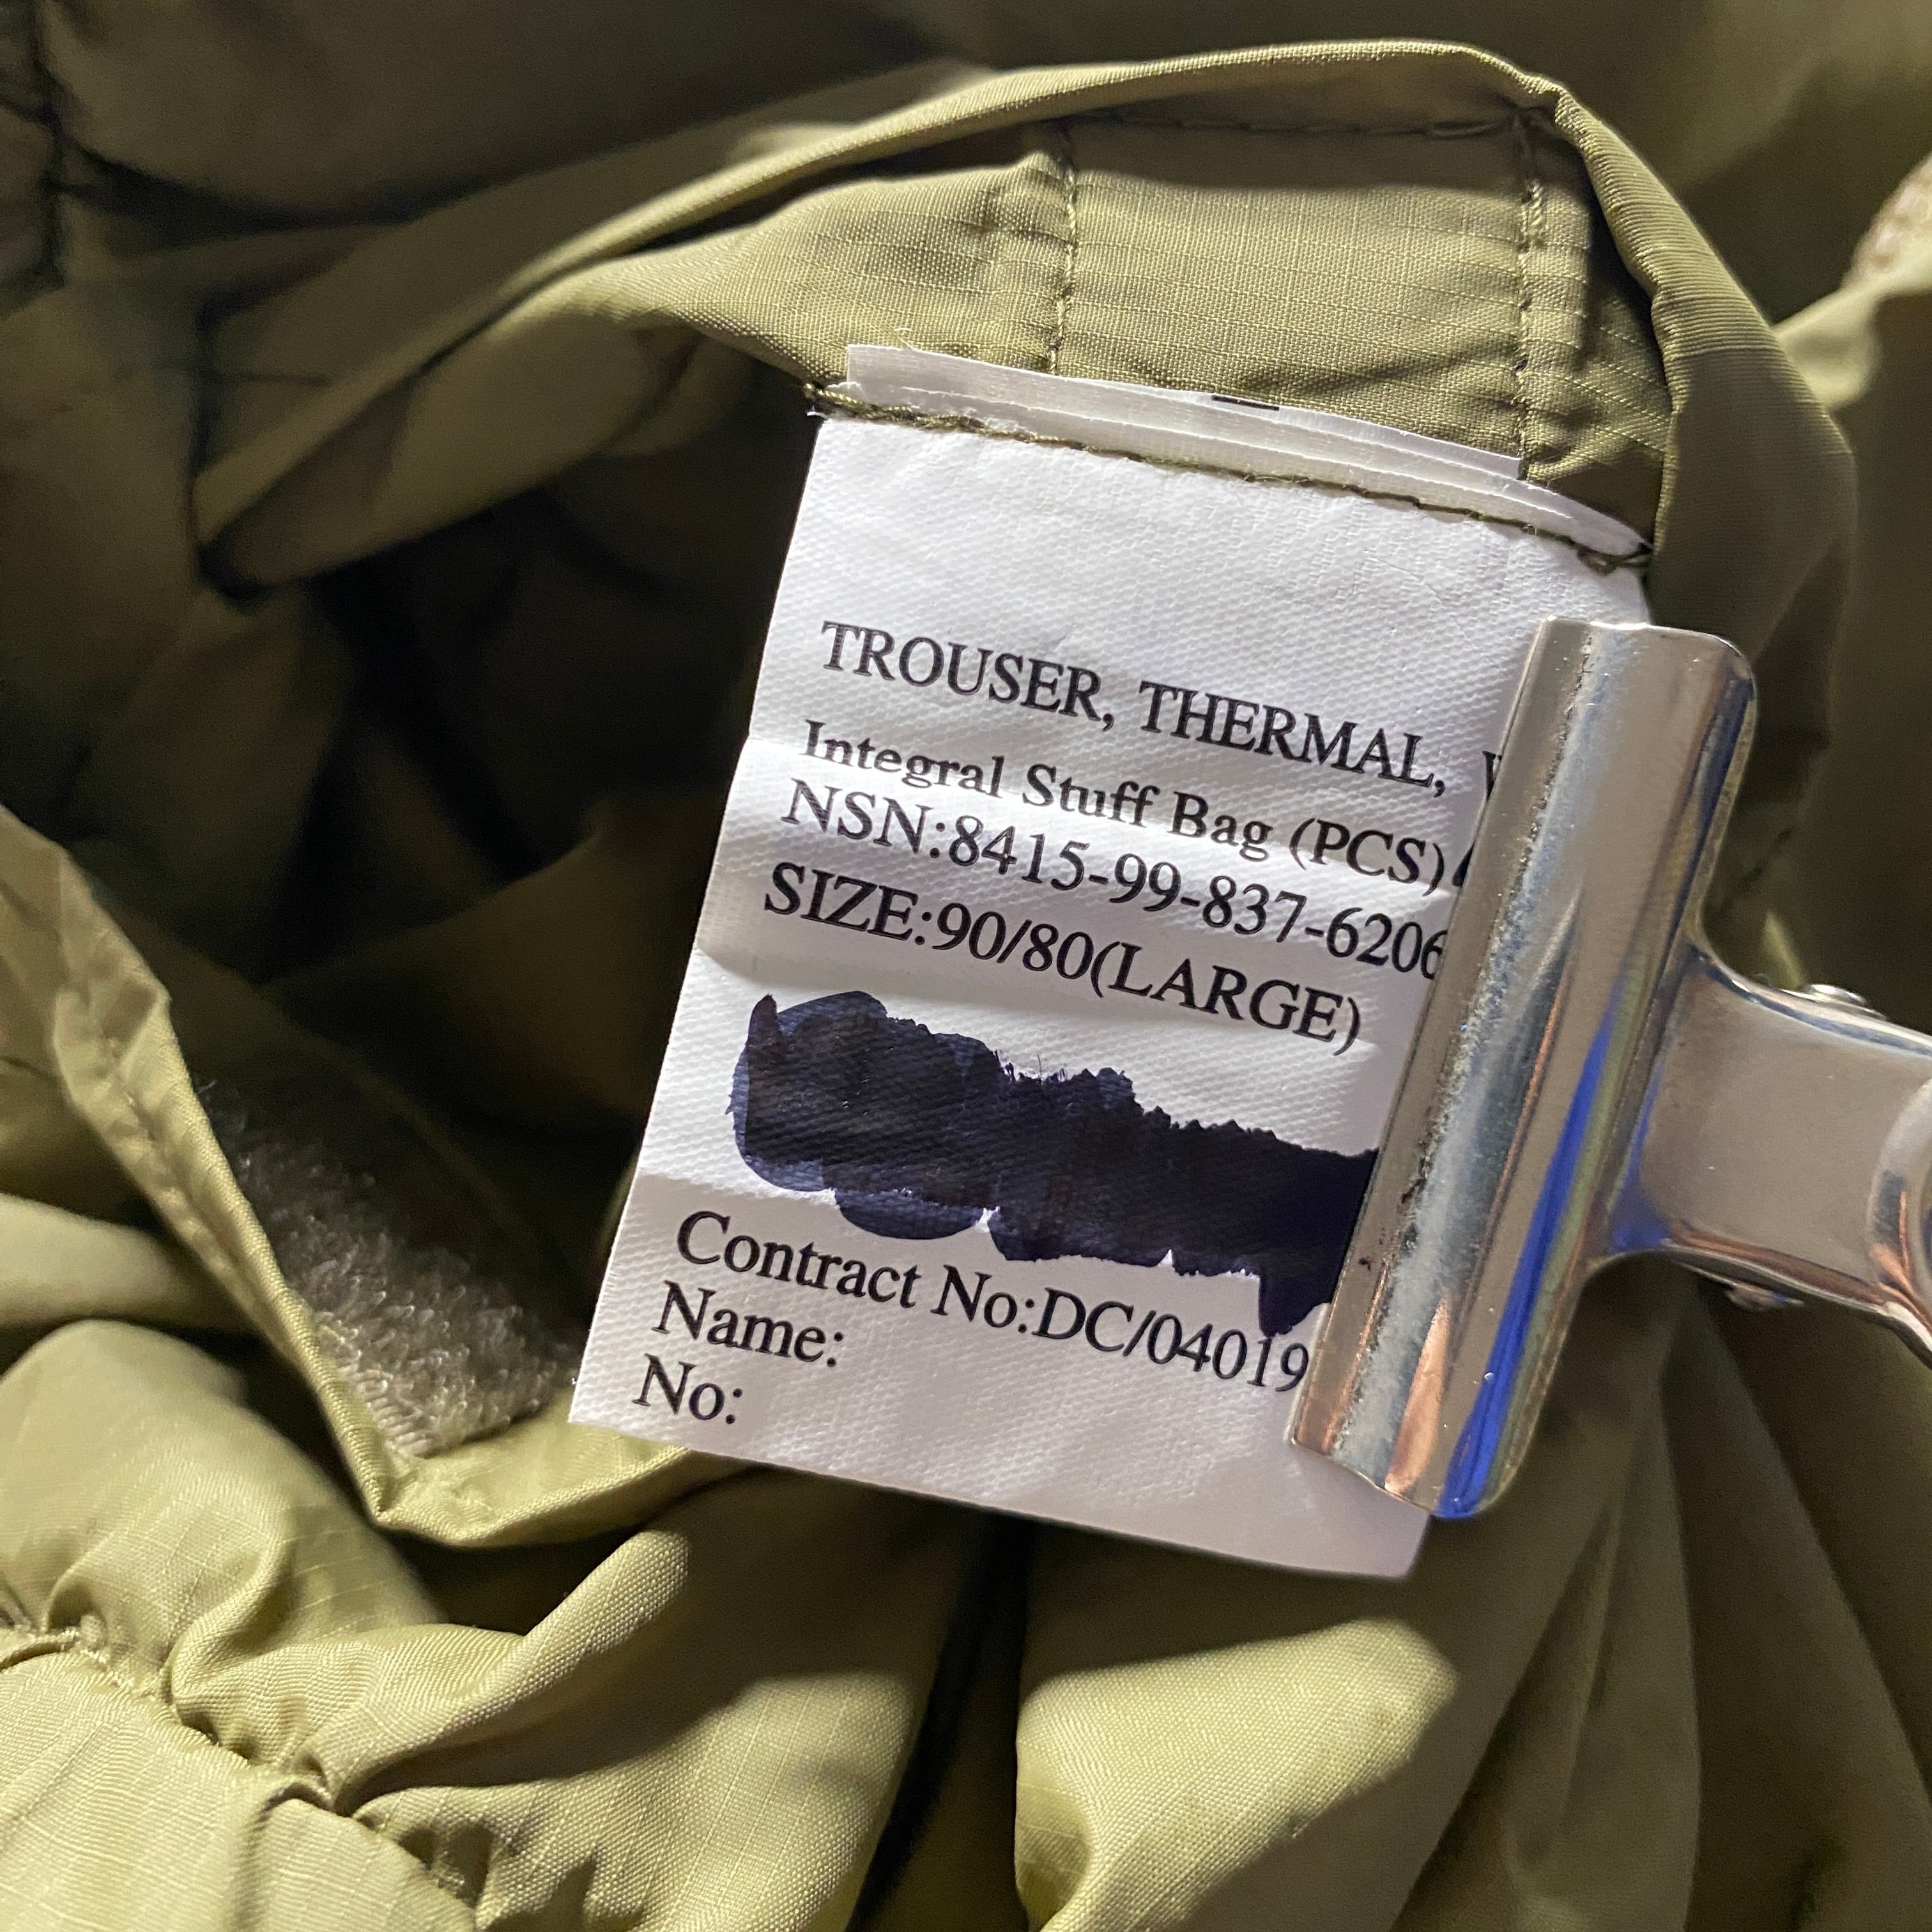 TROUSER, THERMAL,
Integral Stuff Bag (PCS)
NSN:8415-99-837-6206
SIZE:90/80(LARGE)
Contract No:DC/04019
Name:
No: